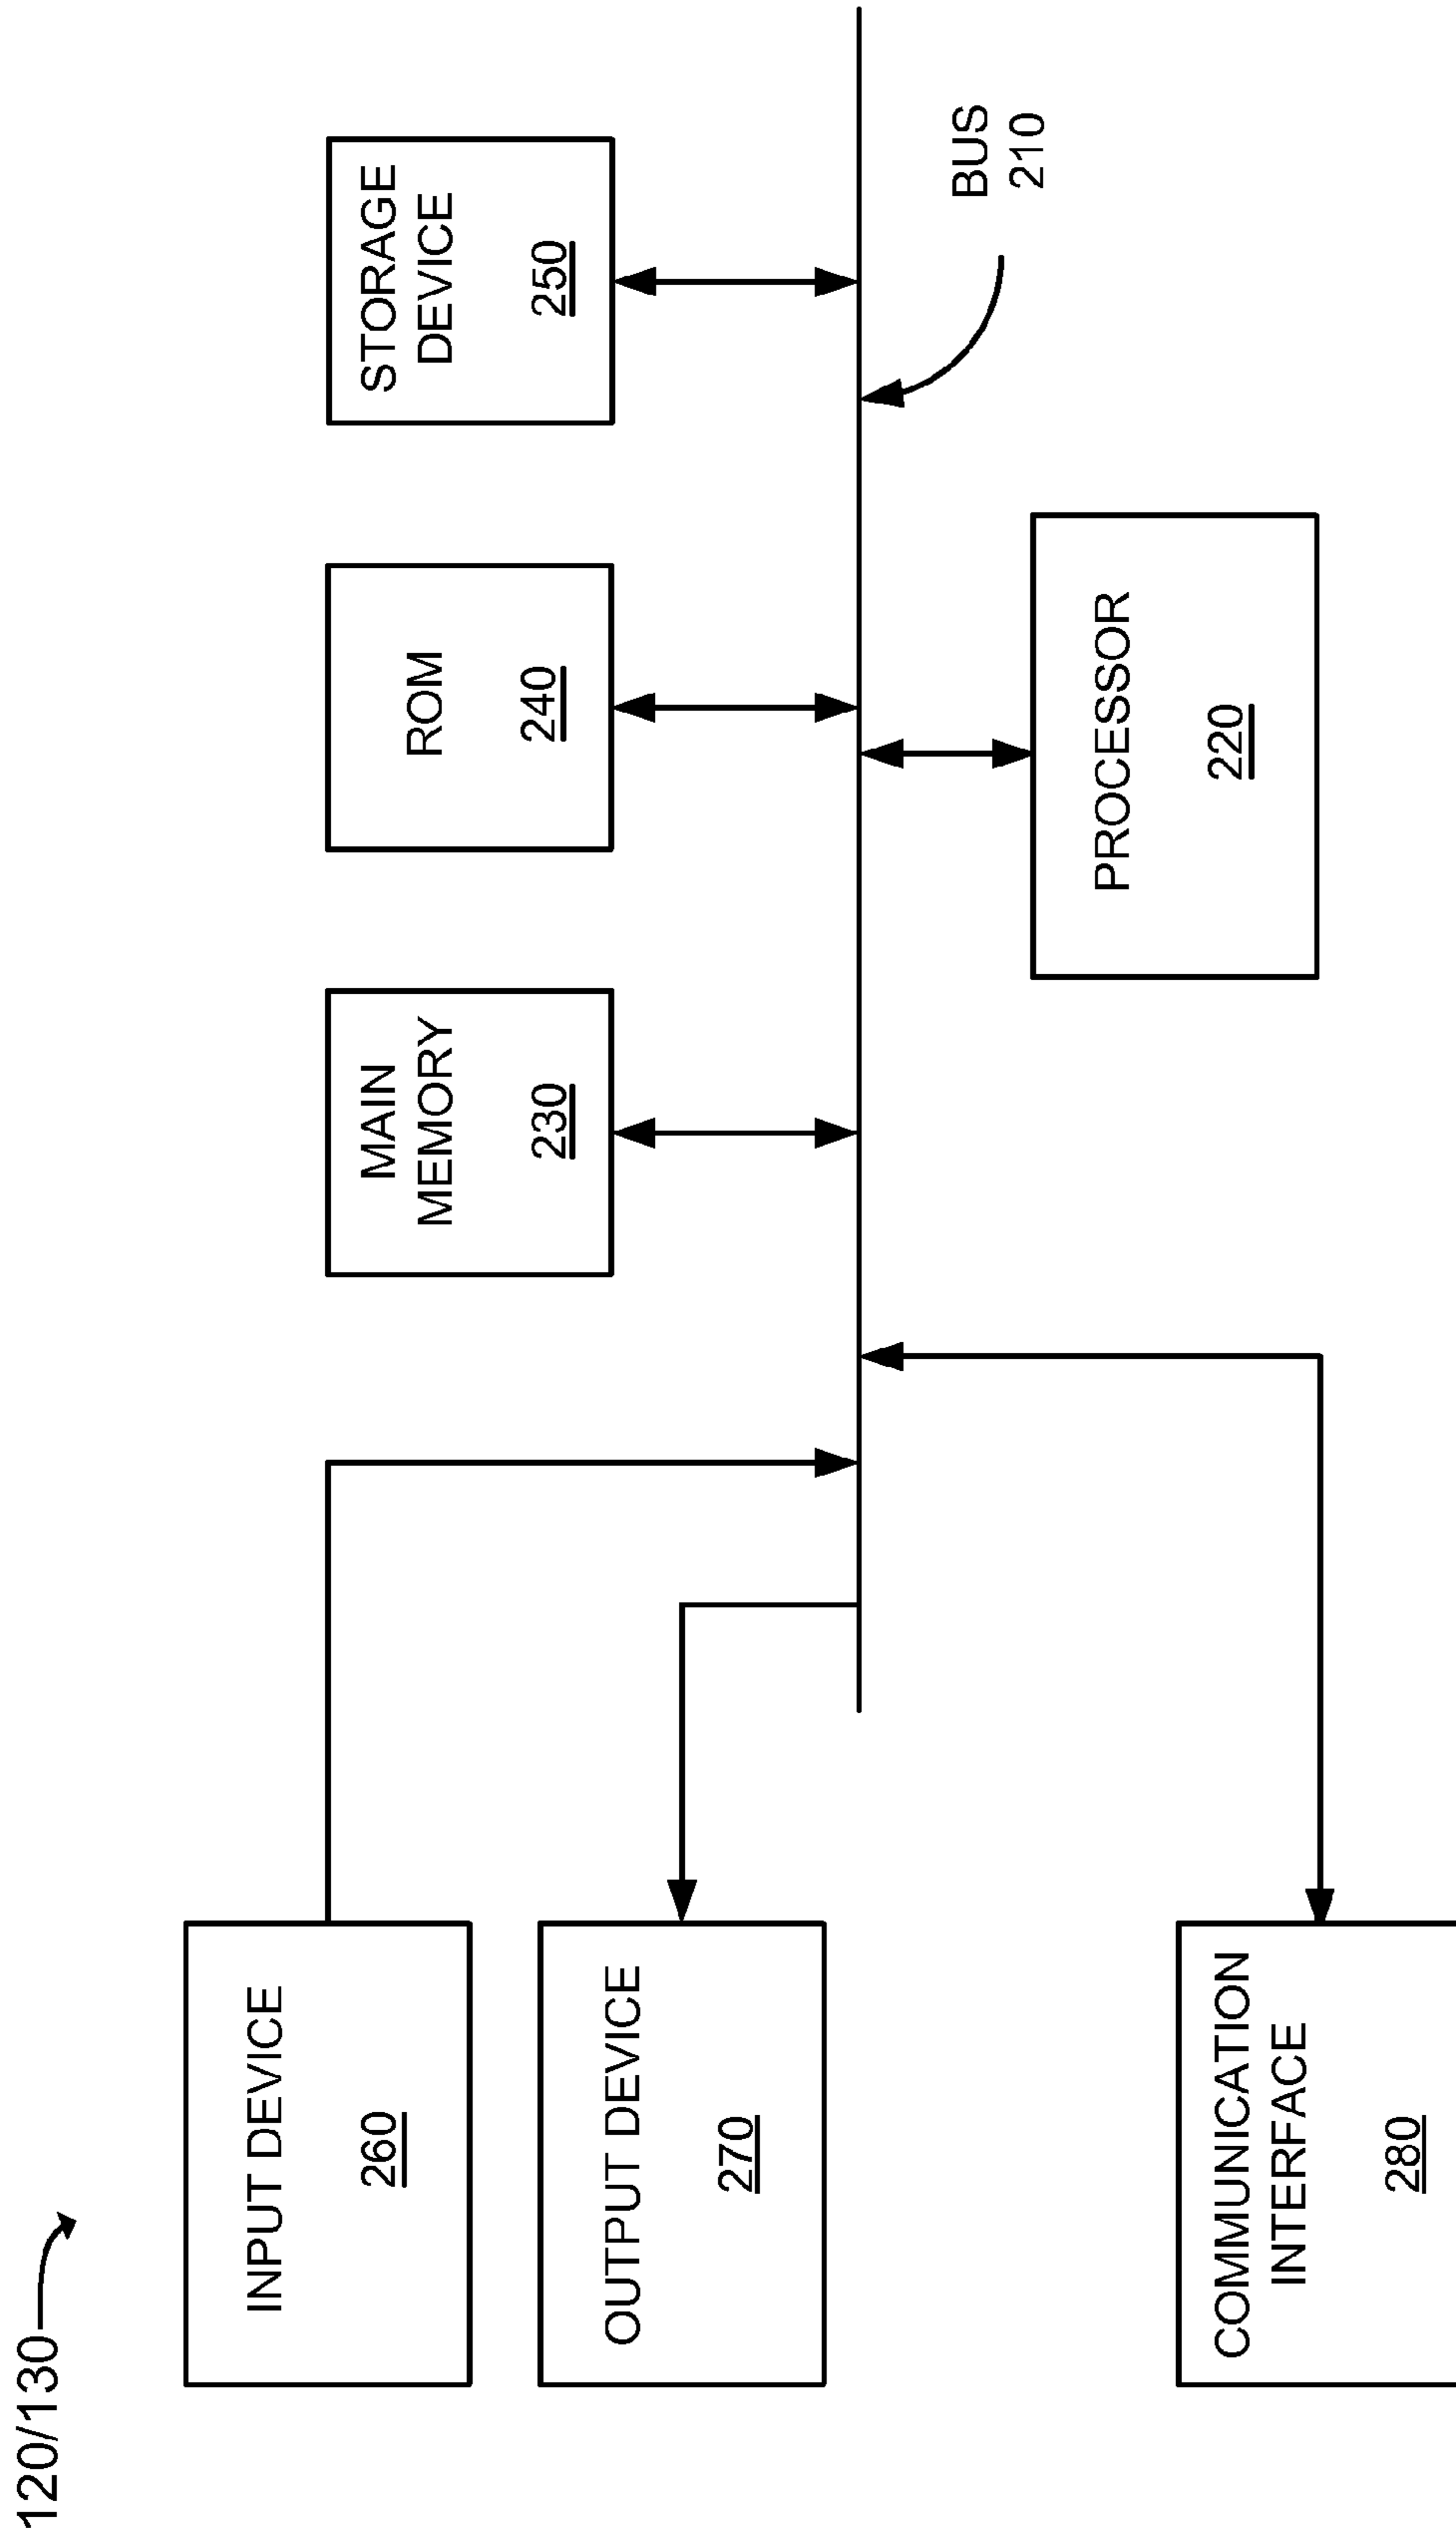 120/130
INPUT DEVICE
260
OUTPUT DEVICE
270
COMMUNICATION
INTERFACE
280
MAIN
MEMORY
230
ROM
240
STORAGE
DEVICE
250
PROCESSOR
220
BUS
210